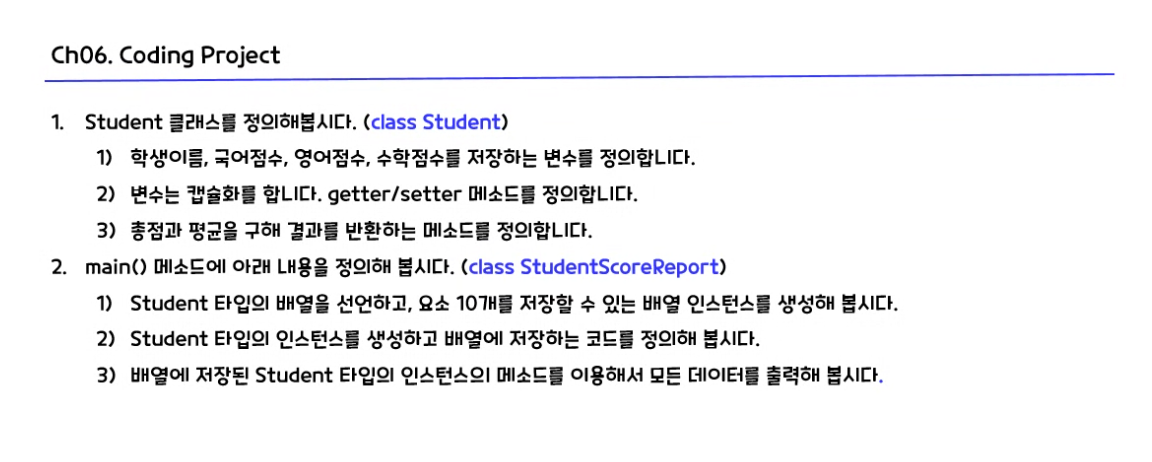 Ch06. Coding Project
1. Student 클래스를 정의해봅시다. (class Student)
1) 학생이름, 국어점수, 영어점수, 수학점수를 저장하는 변수를 정의합니다.
2) 변수는 캡슐화를 합니다. getter/setter 메소드를 정의합니다.
3) 총점과 평균을 구해 결과를 반환하는 메소드를 정의합니다.
2. main() 메소드에 아래 내용을 정의해 봅시다. (class StudentScoreReport)
1) Student 타입의 배열을 선언하고, 요소 10개를 저장할 수 있는 배열 인스턴스를 생성해 봅시다.
2) Student 타입의 인스턴스를 생성하고 배열에 저장하는 코드를 정의해 봅시다.
3) 배열에 저장된 Student 타입의 인스턴스의 메소드를 이용해서 모든 데이터를 출력해 봅시다.